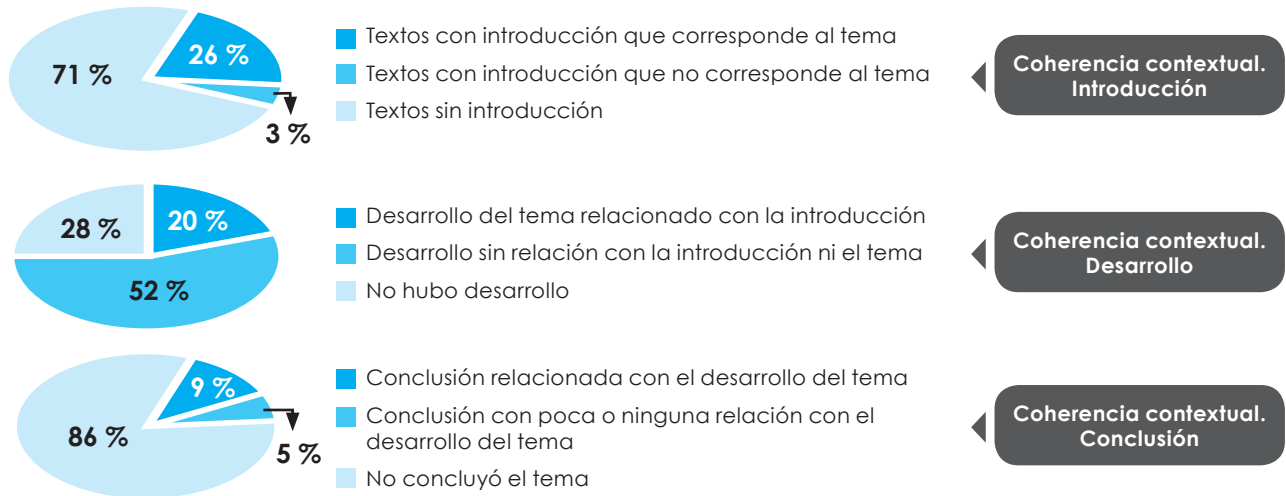 26 %
71 %
3 %
Textos con introducción que corresponde al tema
Textos con introducción que no corresponde al tema
Textos sin introducción
Coherencia contextual.
Introducción
28 %
20 %
52 %
Desarrollo del tema relacionado con la introducción
Desarrollo sin relación con la introducción ni el tema
No hubo desarrollo
Coherencia contextual.
Desarrollo
9 %
86 %
5 %
Conclusión relacionada con el desarrollo del tema
Conclusión con poca o ninguna relación con el
desarrollo del tema
No concluyó el tema
Coherencia contextual.
Conclusión